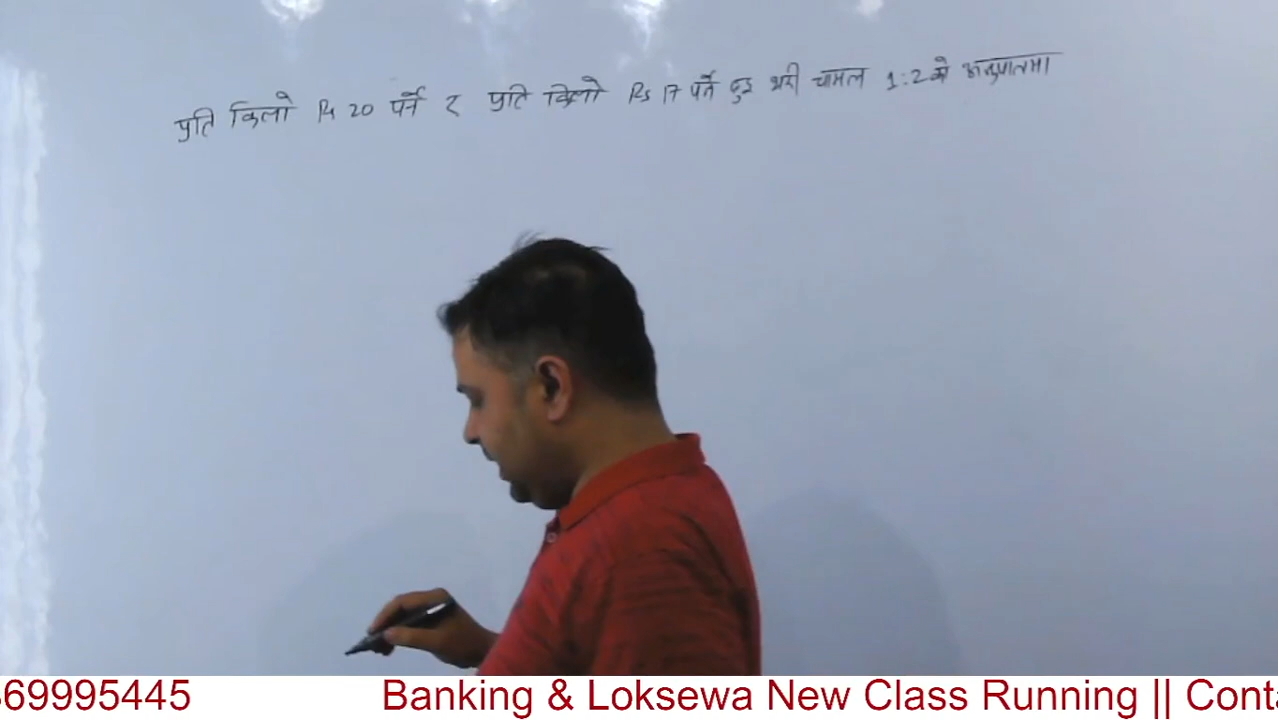 प्रति किलो Rs 20 पर्ने र प्रति किलो Rs 17 पर्ने दुई थरी चामल 1:2 को अनुपातमा
69995445 Banking & Loksewa New Class Running || Conta